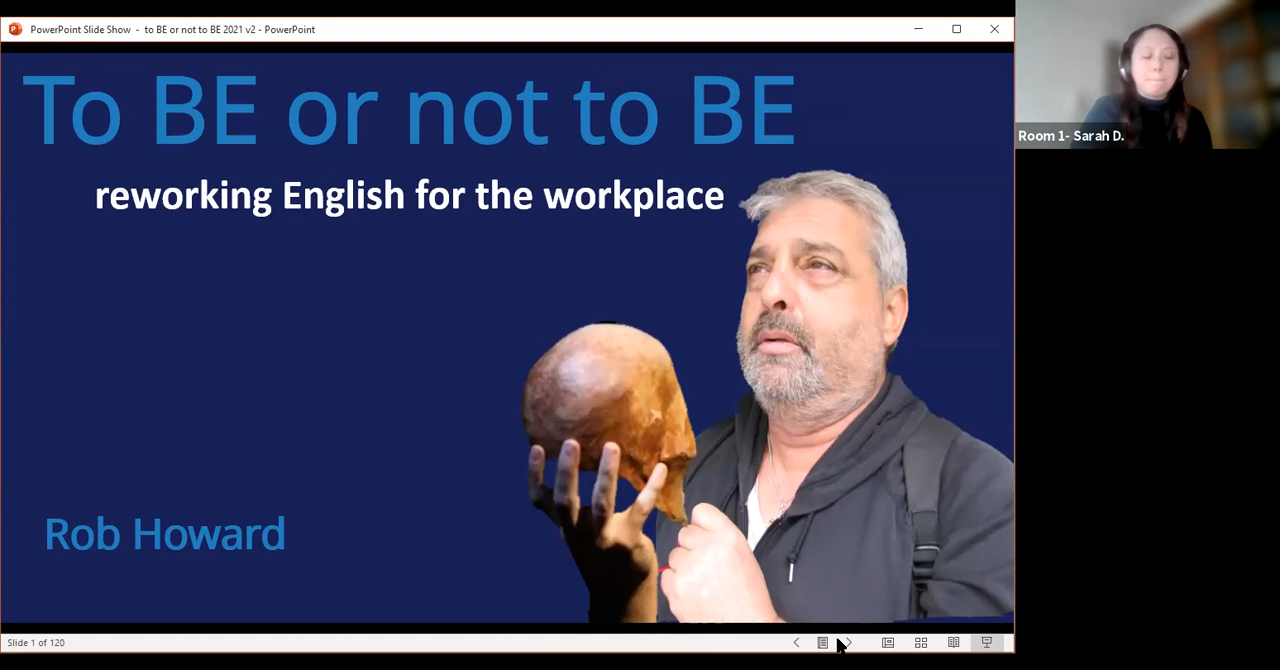 PowerPoint Slide Show - to BE or not to BE 2021 v2 - PowerPoint
To BE or not to BE
reworking English for the workplace
Rob Howard
Slide 1 of 120
Room 1- Sarah D.